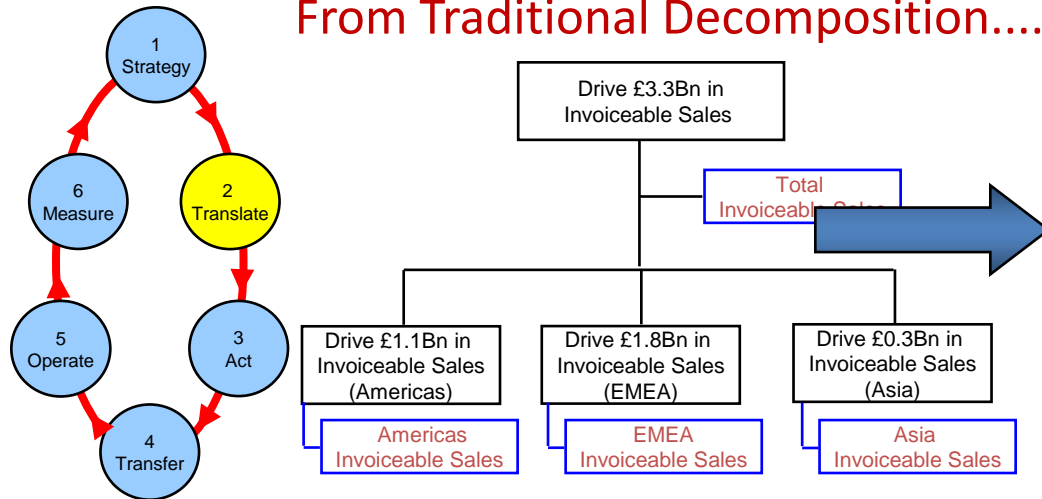 From Traditional Decomposition....
1
Strategy
2
Translate
3
Act
4
Transfer
5
Operate
6
Measure
Drive £3.3Bn in
Invoiceable Sales
Total
Invoiceable Sales
Drive £1.1Bn in
Invoiceable Sales
(Americas)
Drive £1.8Bn in
Invoiceable Sales
(EMEA)
Drive £0.3Bn in
Invoiceable Sales
(Asia)
Americas
Invoiceable Sales
EMEA
Invoiceable Sales
Asia
Invoiceable Sales